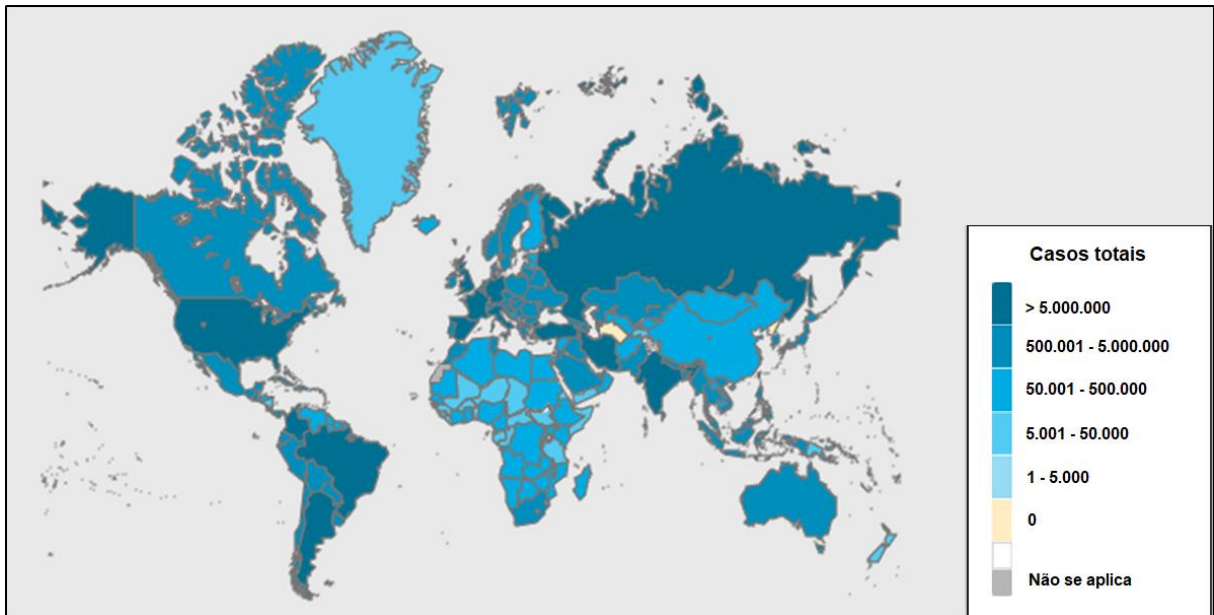 Casos totais
> 5.000.000
500.001 - 5.000.000
50.001 - 500.000
5.001 - 50.000
1 - 5.000
0
Não se aplica